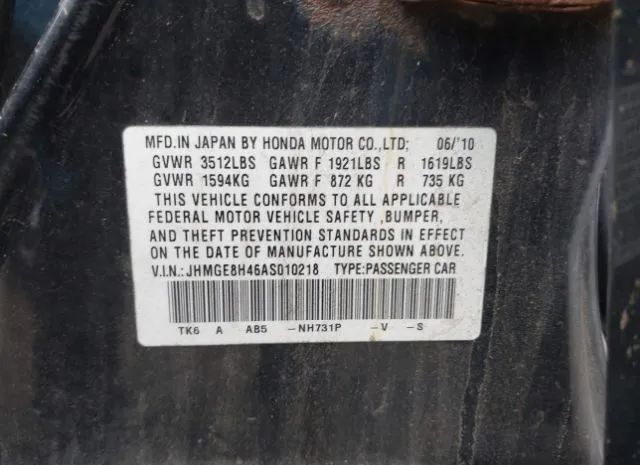 MFD.IN JAPAN BY HONDA MOTOR CO.,LTD; 06/'10
GVWR 3512LBS GAWR F 1921LBS R 1619LBS
GVWR 1594KG GAWR F 872 KG R 735 KG
THIS VEHICLE CONFORMS TO ALL APPLICABLE
FEDERAL MOTOR VEHICLE SAFETY ,BUMPER,
AND THEFT PREVENTION STANDARDS IN EFFECT
ON THE DATE OF MANUFACTURE SHOWN ABOVE.
V.I.N.:JHMGE8H46AS010218 TYPE:PASSENGER CAR
TK6 A AB5 -NH731P -V -S